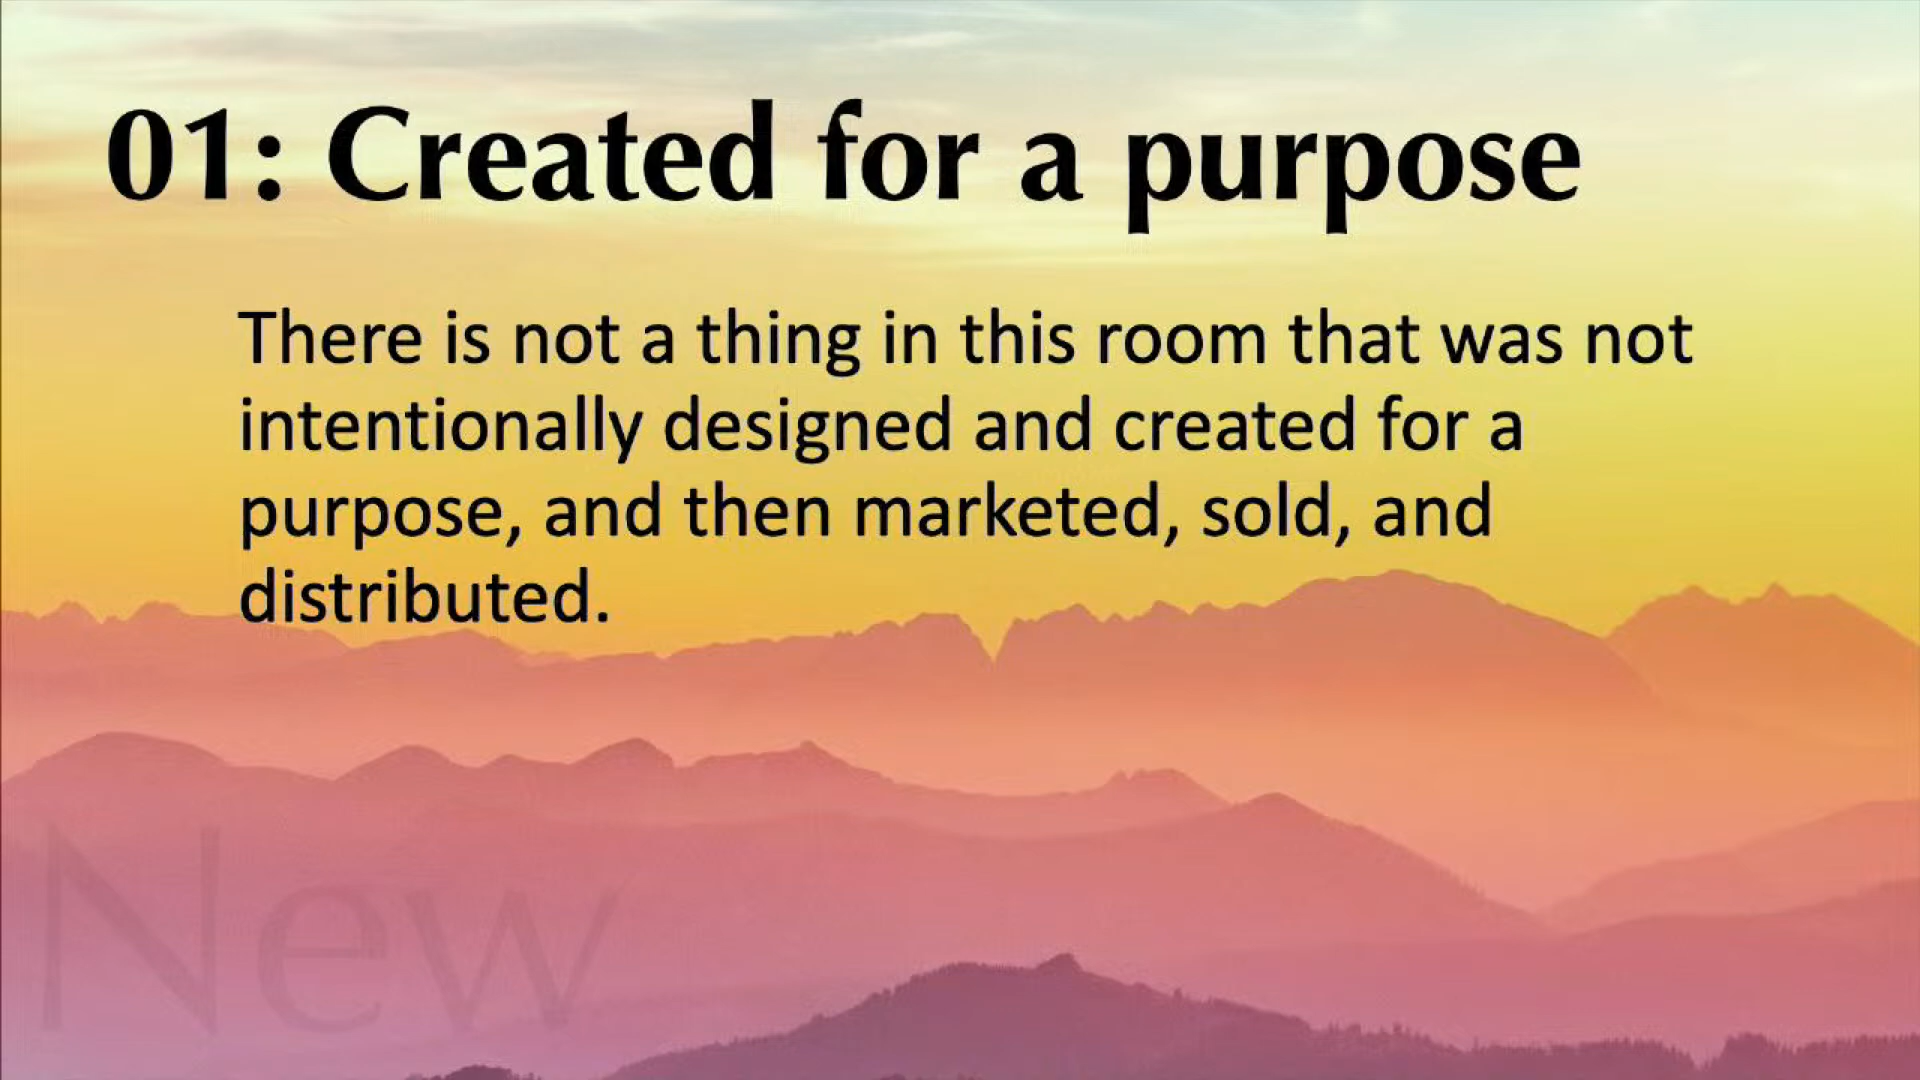 01: Created for a purpose
There is not a thing in this room that was not
intentionally designed and created for a
purpose, and then marketed, sold, and
distributed.
New